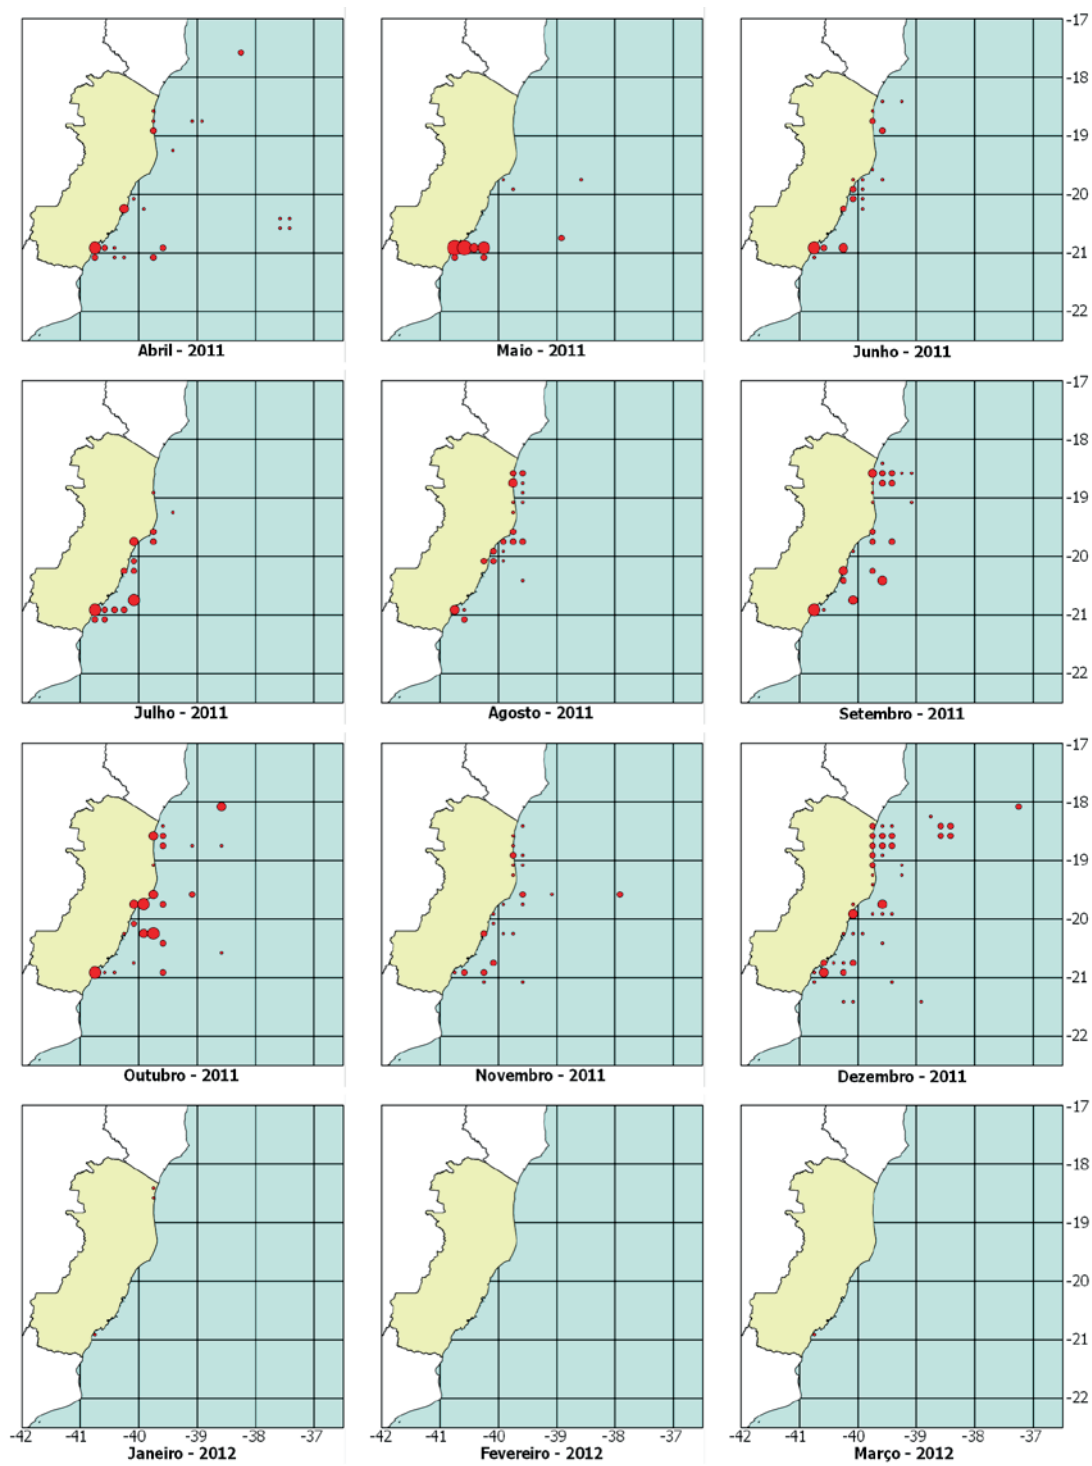 -17
-18
-19
-20
-21
-22
Abril - 2011
Maio - 2011
Junho - 2011
-17
-18
-19
-20
-21
-22
Julho - 2011
Agosto - 2011
Setembro - 2011
-17
-18
-19
-20
-21
-22
Outubro - 2011
Novembro - 2011
Dezembro - 2011
-17
-18
-19
-20
-21
-22
-42 -41 -40 -39 -38 -37
-42 -41 -40 -39 -38 -37
-42 -41 -40 -39 -38 -37
Janeiro - 2012
Fevereiro - 2012
Março - 2012